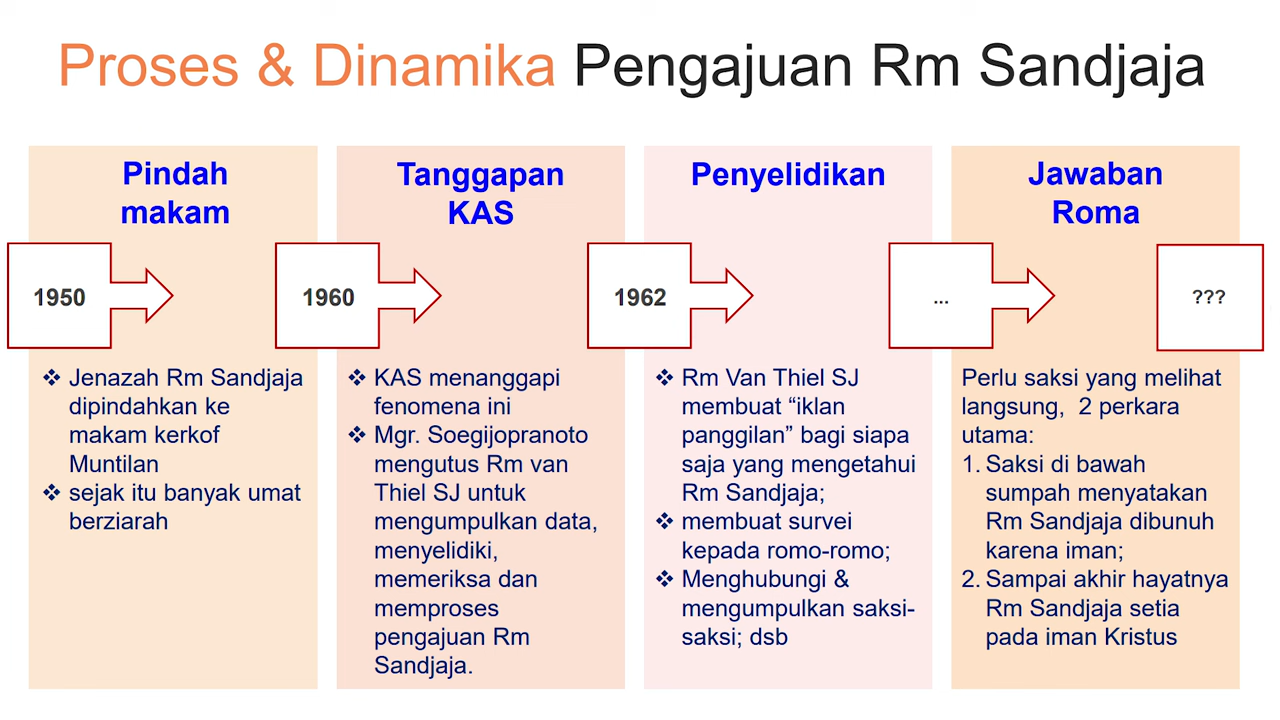 Proses & Dinamika Pengajuan Rm Sandjaja
Pindah
makam
1950
❖ Jenazah Rm Sandjaja
dipindahkan ke
makam kerkof
Muntilan
❖ sejak itu banyak umat
berziarah
Tanggapan
KAS
1960
❖ KAS menanggapi
fenomena ini
❖ Mgr. Soegijopranoto
mengutus Rm van
Thiel SJ untuk
mengumpulkan data,
menyelidiki,
memeriksa dan
memproses
pengajuan Rm
Sandjaja.
Penyelidikan
1962
❖ Rm Van Thiel SJ
membuat “iklan
panggilan” bagi siapa
saja yang mengetahui
Rm Sandjaja;
❖ membuat survei
kepada romo-romo;
❖ Menghubungi &
mengumpulkan saksi-
saksi; dsb
Jawaban
Roma
...
???
Perlu saksi yang melihat
langsung, 2 perkara
utama:
1. Saksi di bawah
sumpah menyatakan
Rm Sandjaja dibunuh
karena iman;
2. Sampai akhir hayatnya
Rm Sandjaja setia
pada iman Kristus